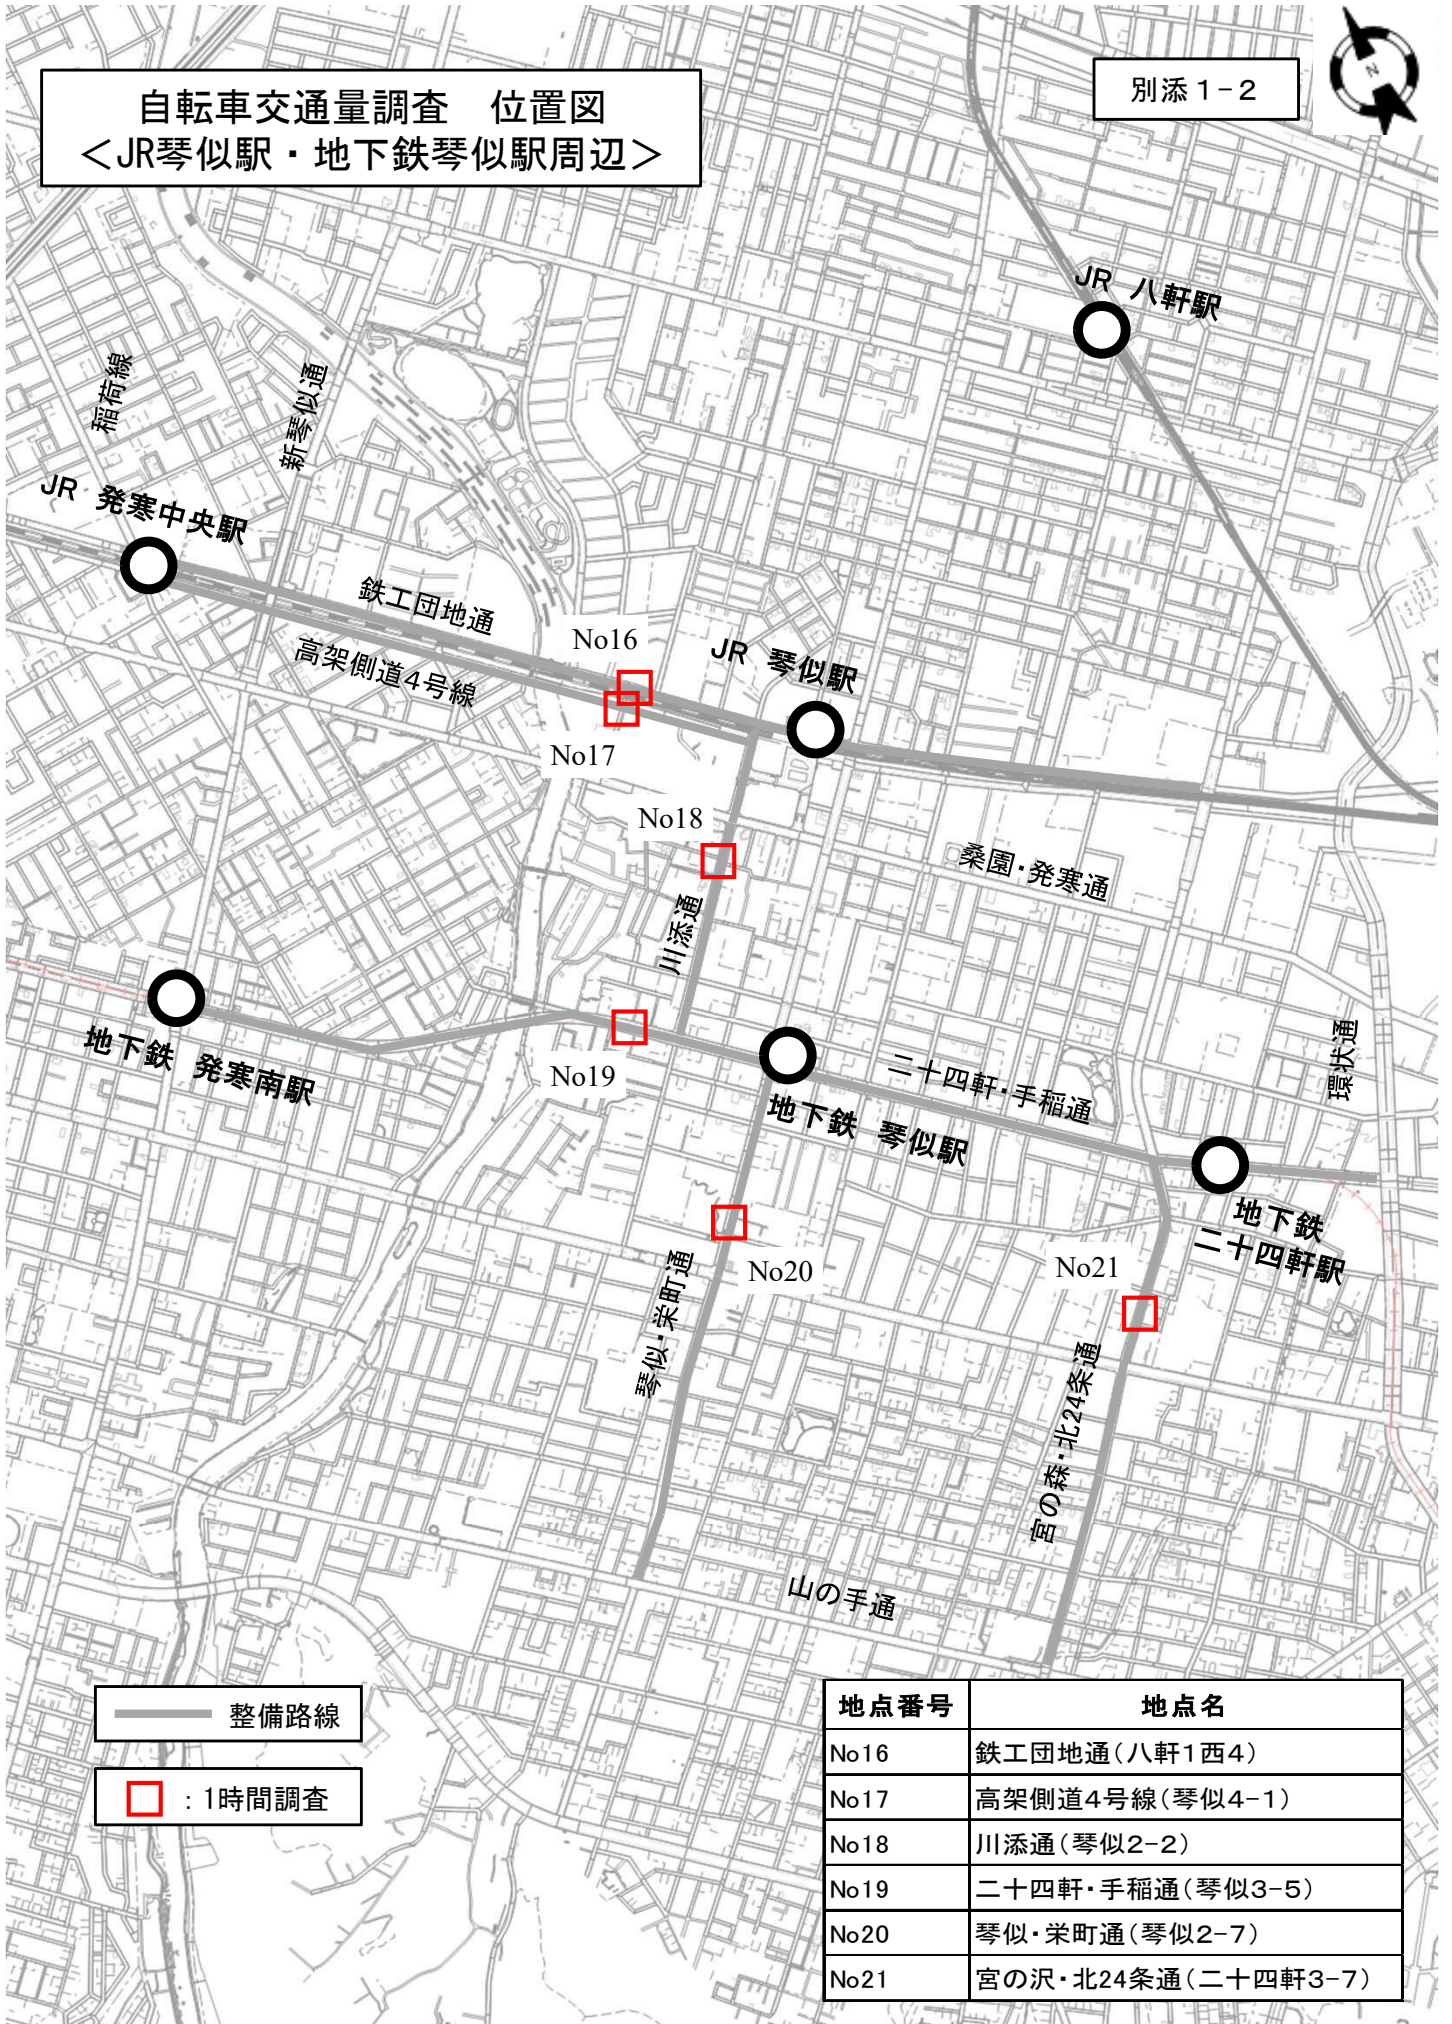 自転車交通量調査　位置図
＜JR琴似駅・地下鉄琴似駅周辺＞
別添１-２
N
JR 八軒駅
稲荷線
新琴似通
JR 発寒中央駅
鉄工団地通
高架側道4号線
No16
JR 琴似駅
No17
No18
桑園・発寒通
川添通
地下鉄 発寒南駅
No19
二十四軒・手稲通
環状通
地下鉄 琴似駅
地下鉄
二十四軒駅
No20
No21
琴似・栄町通
宮の森・北24条通
山の手通
整備路線
：1時間調査
地点番号 地点名
No16 鉄工団地通(八軒1西4)
No17 高架側道4号線(琴似4-1)
No18 川添通(琴似2-2)
No19 二十四軒・手稲通(琴似3-5)
No20 琴似・栄町通(琴似2-7)
No21 宮の沢・北24条通(二十四軒3-7)